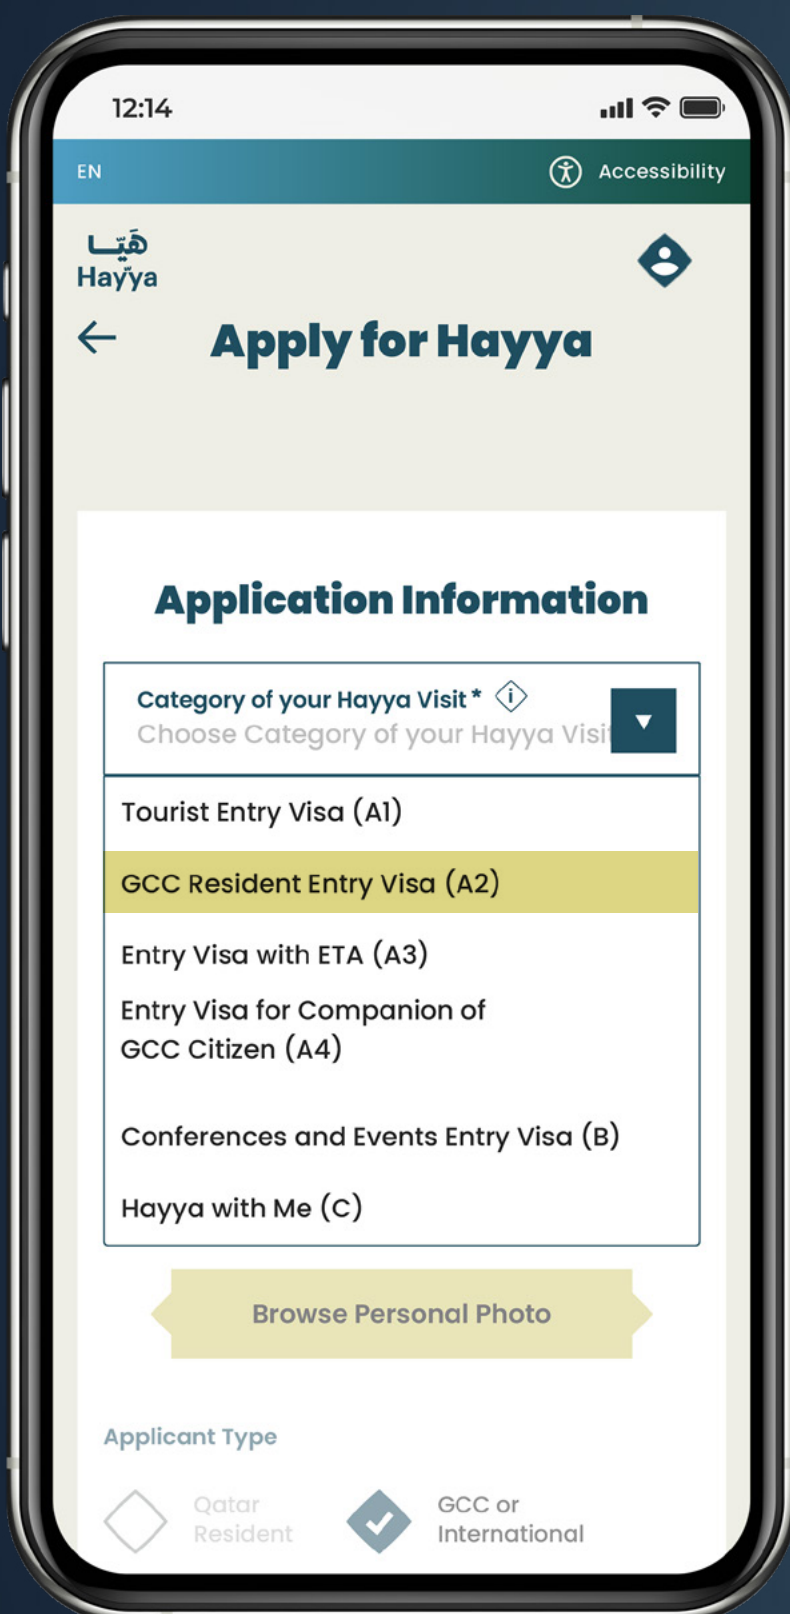 12:14
EN
Accessibility
هَيّــا
Hayya
Apply for Hayya
Application Information
Category of your Hayya Visit *
Choose Category of your Hayya Visi
Tourist Entry Visa (A1)
GCC Resident Entry Visa (A2)
Entry Visa with ETA (A3)
Entry Visa for Companion of
GCC Citizen (A4)
Conferences and Events Entry Visa (B)
Hayya with Me (C)
Browse Personal Photo
Applicant Type
Qatar
Resident
GCC or
International